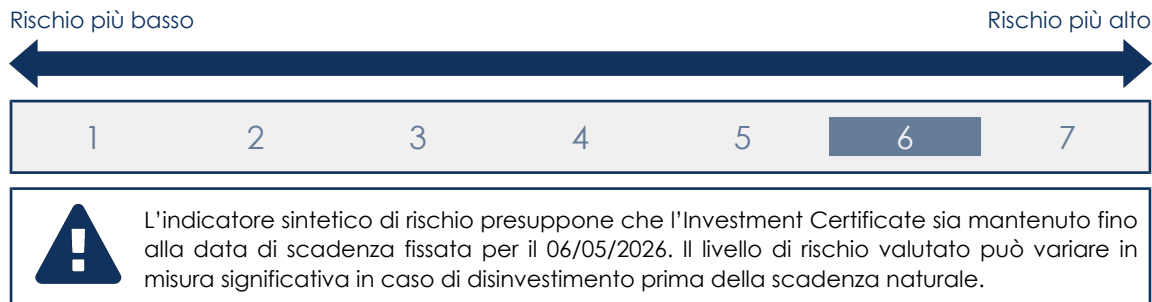 Rischio più basso Rischio più alto
1 2 3 4 5 6 7
L'indicatore sintetico di rischio presuppone che l'Investment Certificate sia mantenuto fino
alla data di scadenza fissata per il 06/05/2026. Il livello di rischio valutato può variare in
misura significativa in caso di disinvestimento prima della scadenza naturale.